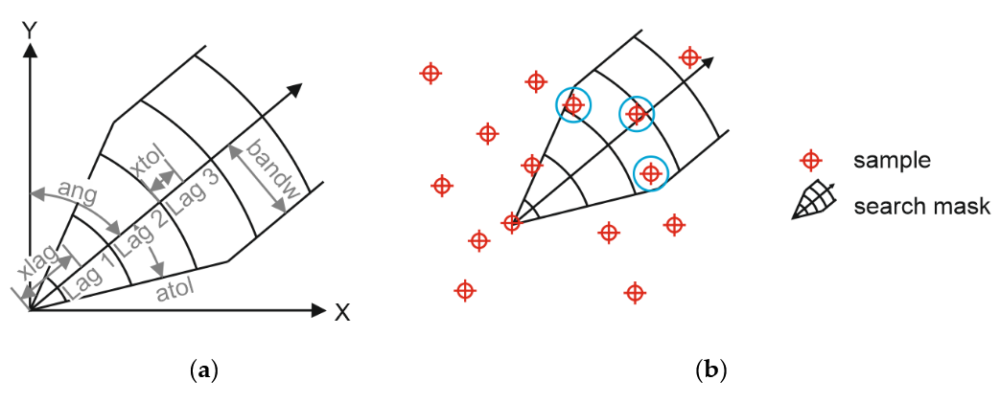 Y
ang
xtol
bandw
xlag
Lag 1
Lag 2
Lag 3
atol
X
sample
search mask
(a)
(b)